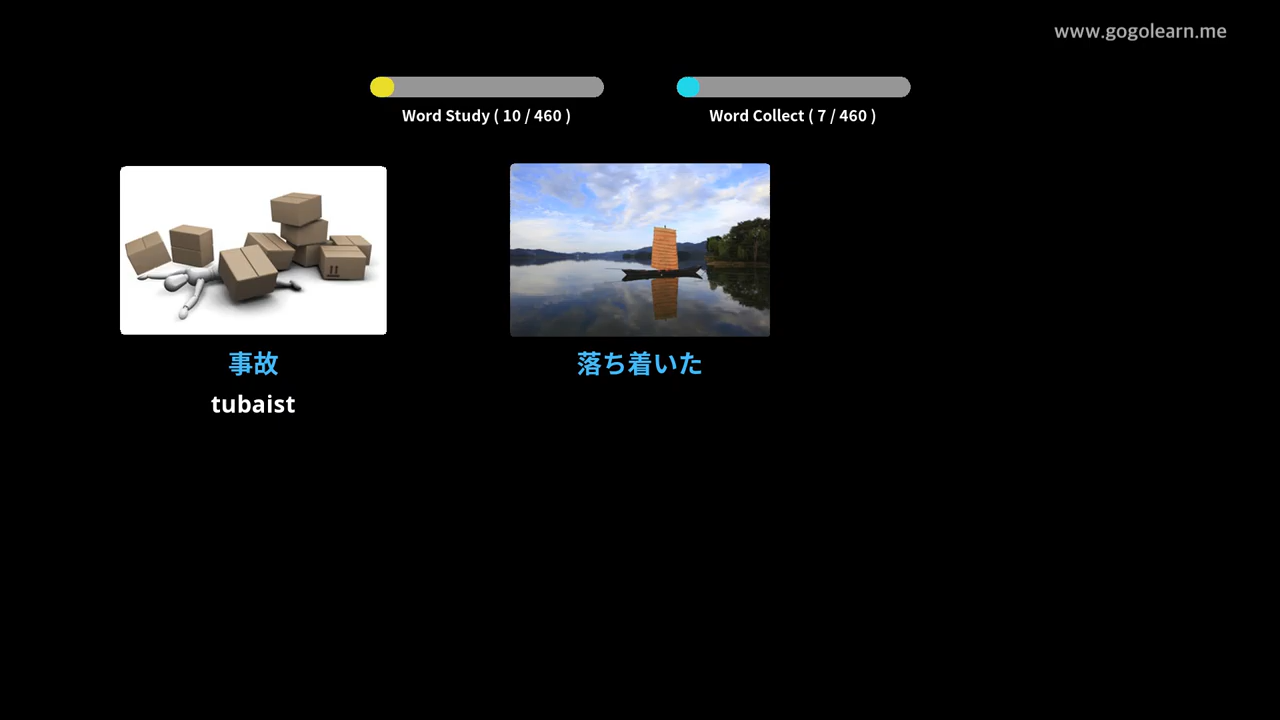 www.gogolearn.me
Word Study ( 10 / 460 )
Word Collect ( 7 / 460 )
事故
落ち着いた
tubaist